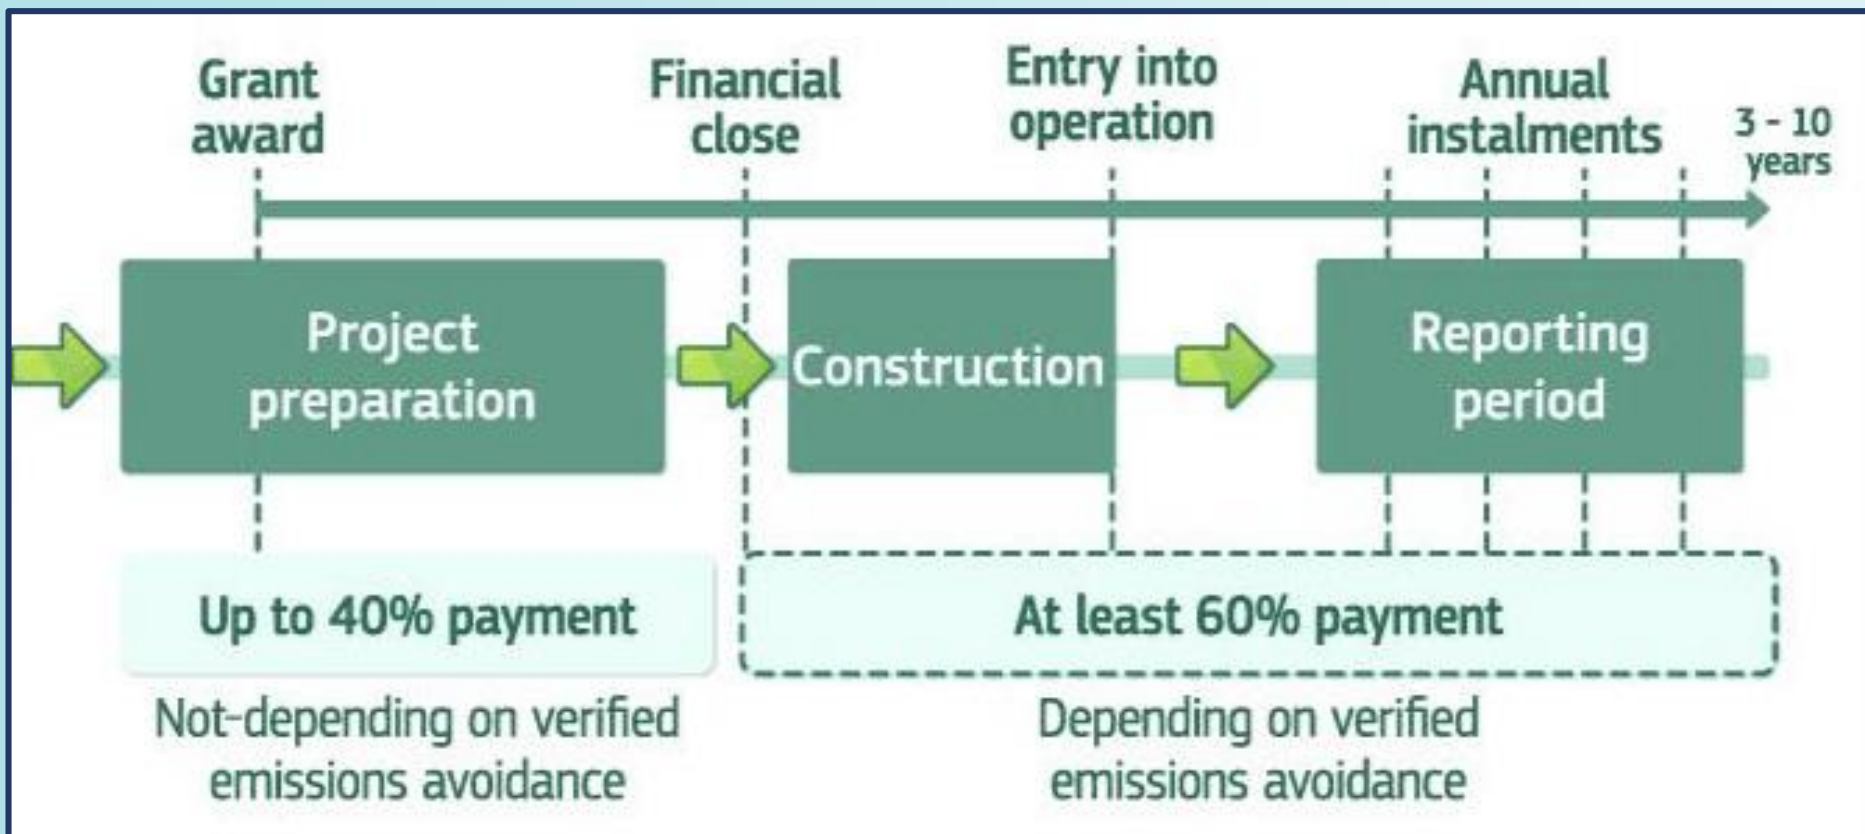 Grant
award
Financial
close
Entry into
operation
Annual
instalments
3 - 10
years
Project
preparation
Construction
Reporting
period
Up to 40% payment
At least 60% payment
Not-depending on verified
emissions avoidance
Depending on verified
emissions avoidance